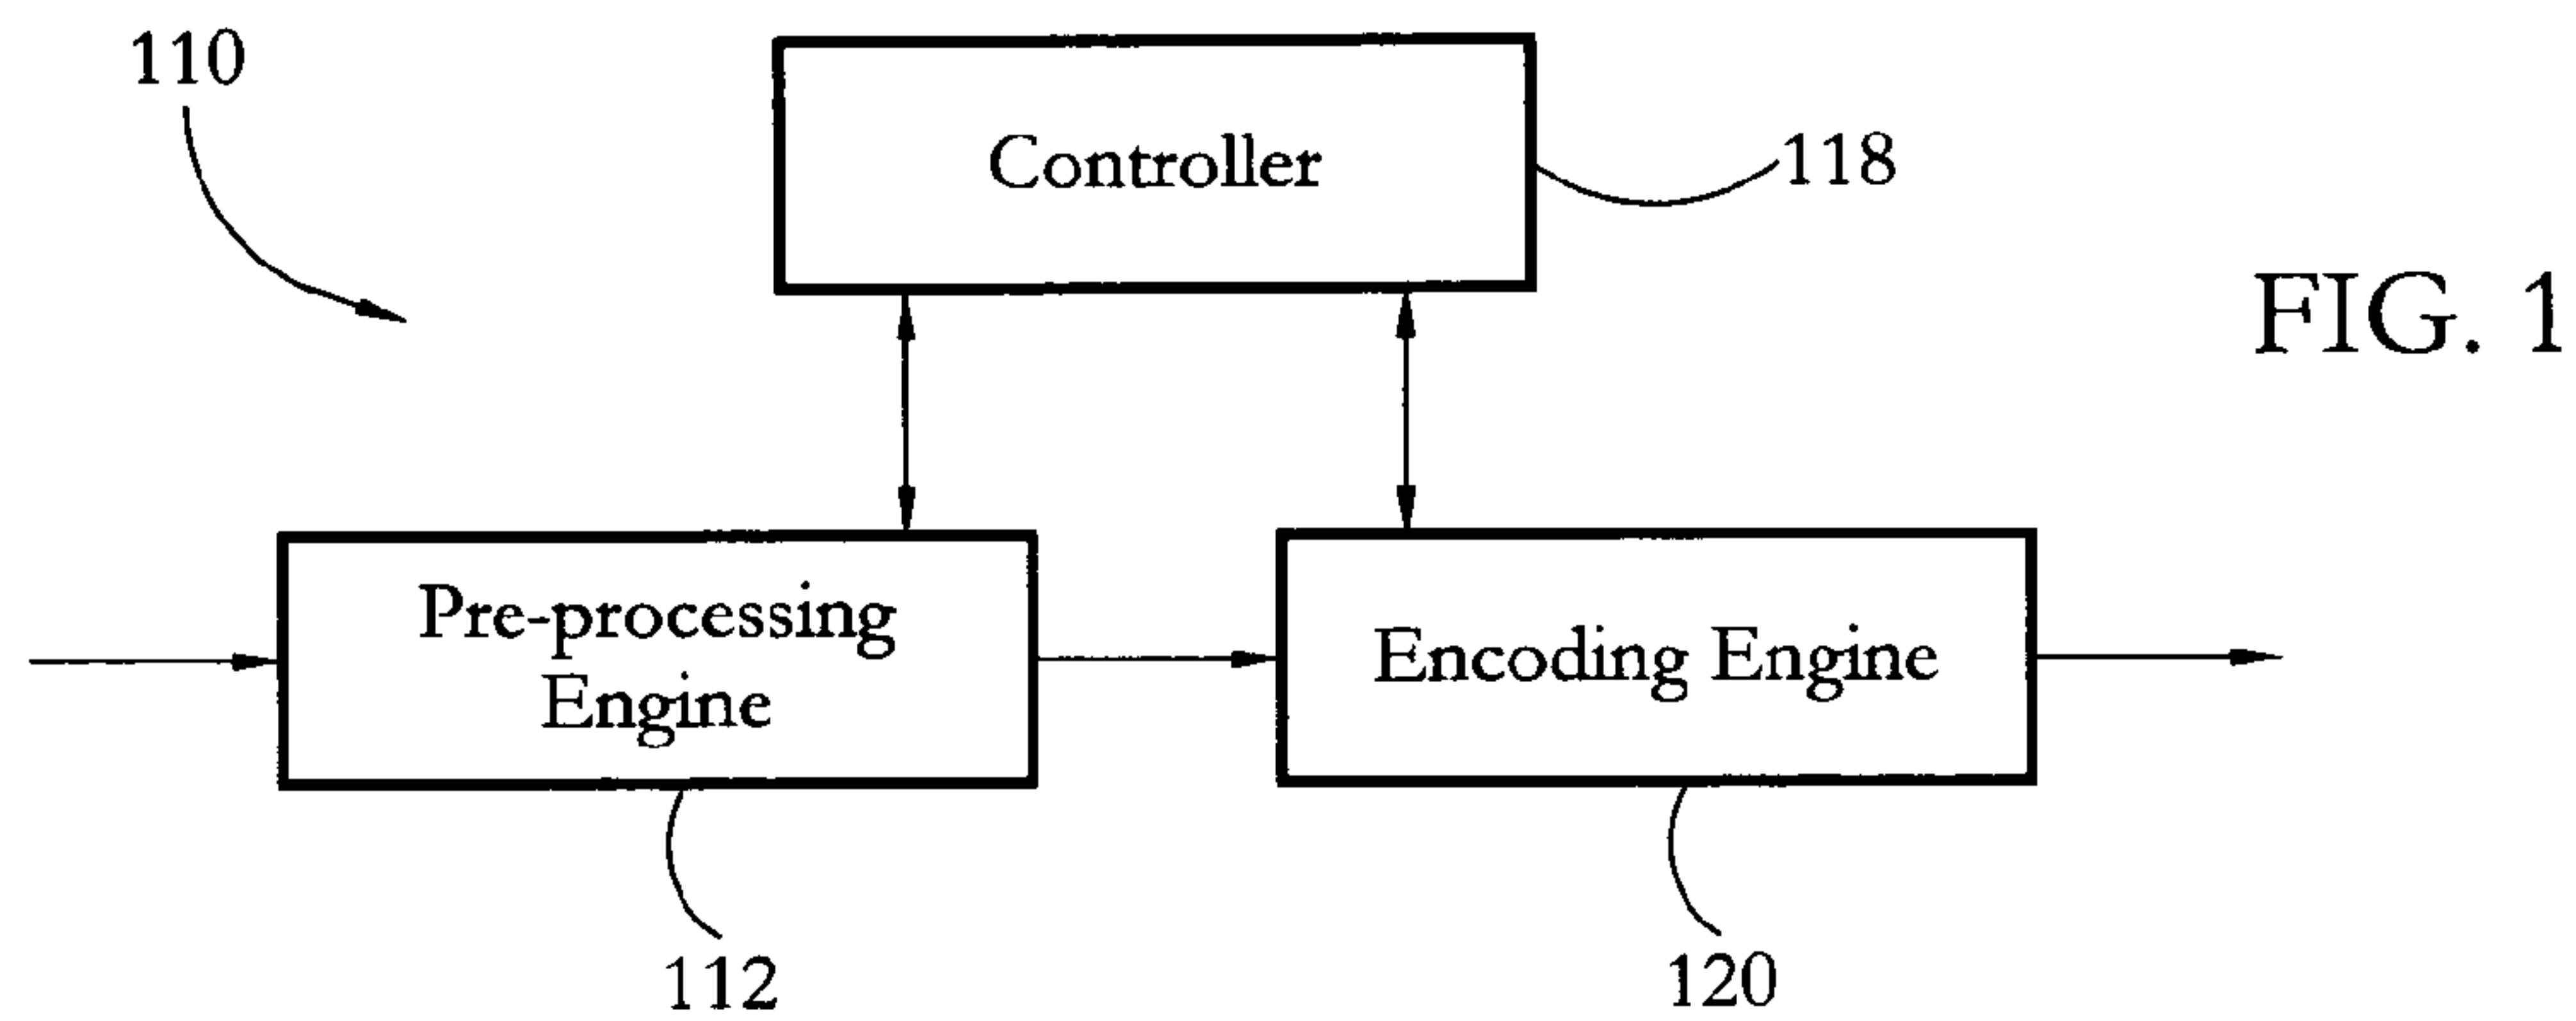 110
Controller
118
FIG. 1
Pre-processing
Engine
Encoding Engine
112
120